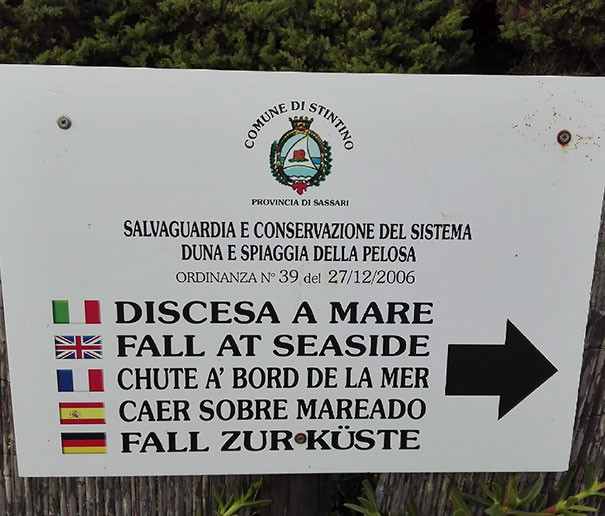 COMUNE DI STINTINO
PROVINCIA DI SASSARI
SALVAGUARDIA E CONSERVAZIONE DEL SISTEMA
DUNA E SPIAGGIA DELLA PELOSA
ORDINANZA N° 39 del 27/12/2006
DISCESA A MARE
FALL AT SEASIDE
CHUTE A' BORD DE LA MER
CAER SOBRE MAREADO
FALL ZUR KÜSTE